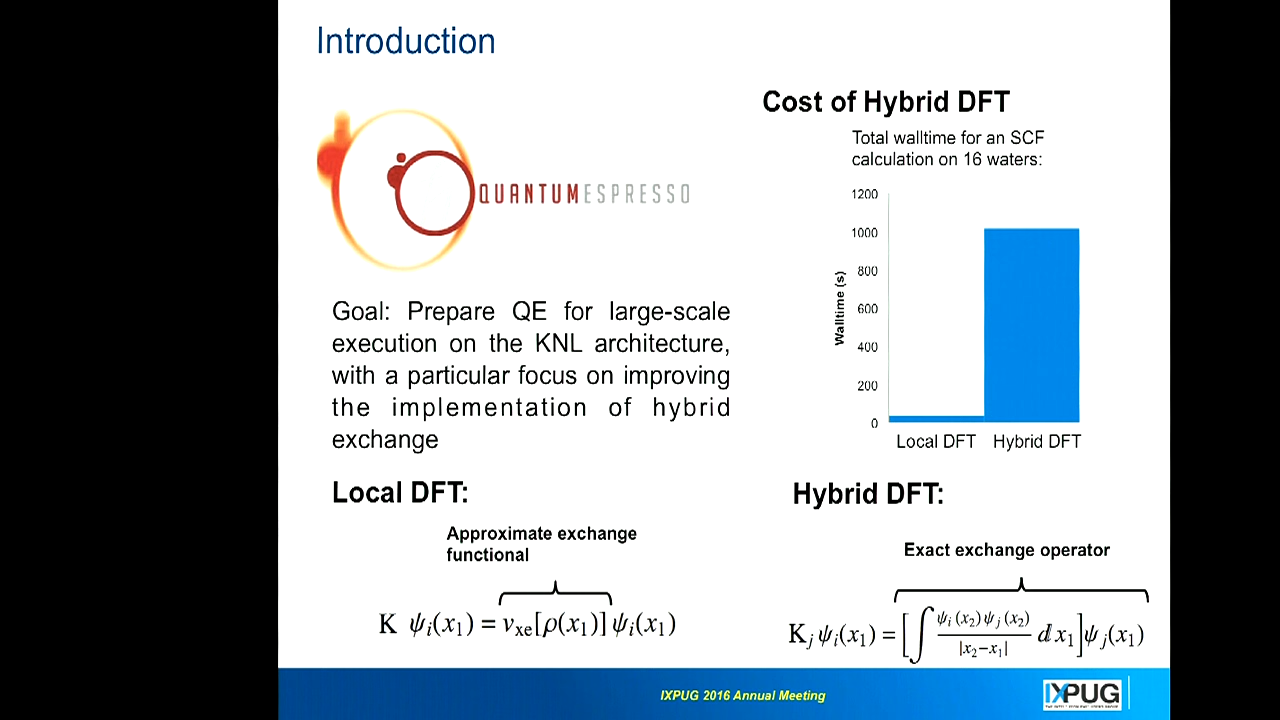 Introduction
QUANTUMESPRESSO
Goal: Prepare QE for large-scale
execution on the KNL architecture,
with a particular focus on improving
the implementation of hybrid
exchange
Cost of Hybrid DFT
Total walltime for an SCF
calculation on 16 waters:
1200
1000
800
600
400
200
0
Walltime (s)
Local DFT Hybrid DFT
Local DFT:
Approximate exchange
functional
K ψi(x1) = vxe[ρ(x1)]ψi(x1)
Hybrid DFT:
Exact exchange operator
Kjψi(x1) = [∫ ψi(x2)ψj(x2) / |x2−x1| dx1]ψj(x1)
IXPUG 2016 Annual Meeting
IXPUG